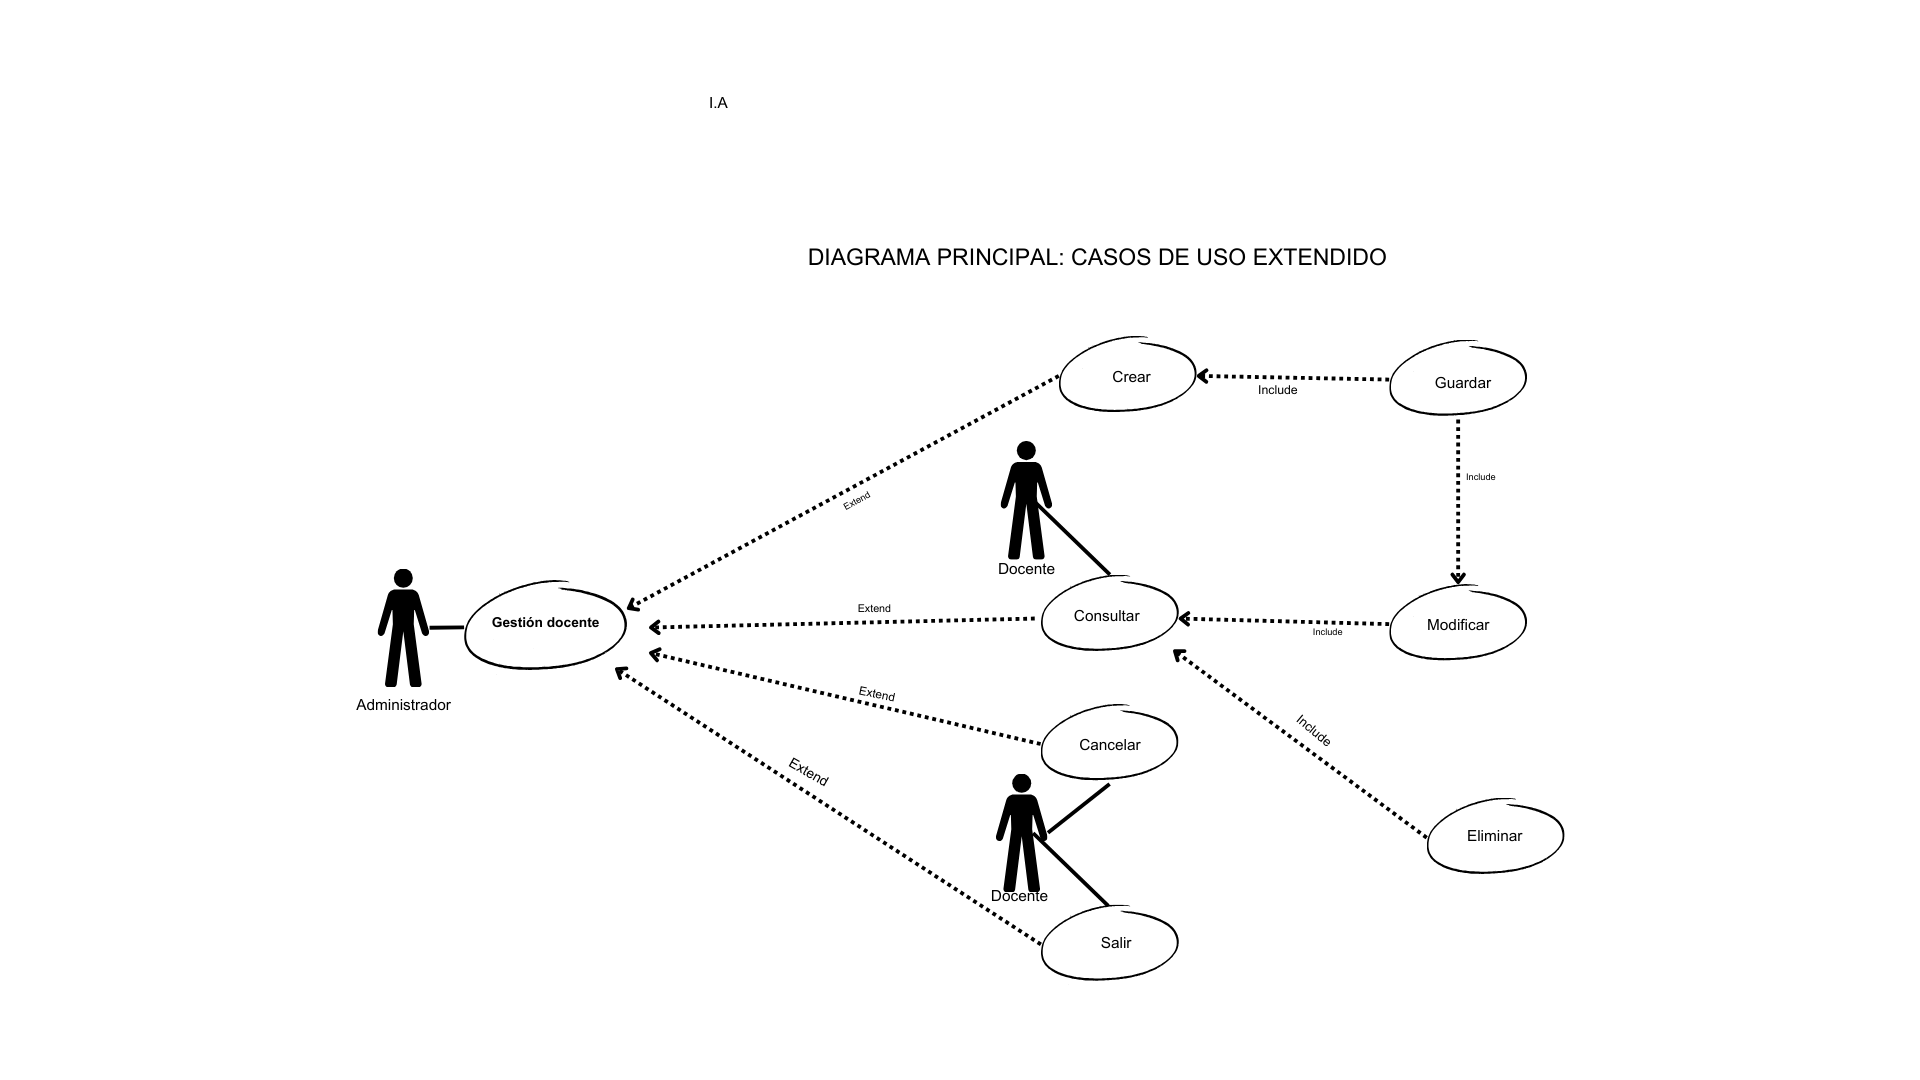 I.A
DIAGRAMA PRINCIPAL: CASOS DE USO EXTENDIDO
Crear
Include
Guardar
Extend
Include
Docente
Gestión docente
Administrador
Extend
Consultar
Include
Modificar
Extend
Cancelar
Include
Extend
Eliminar
Docente
Salir